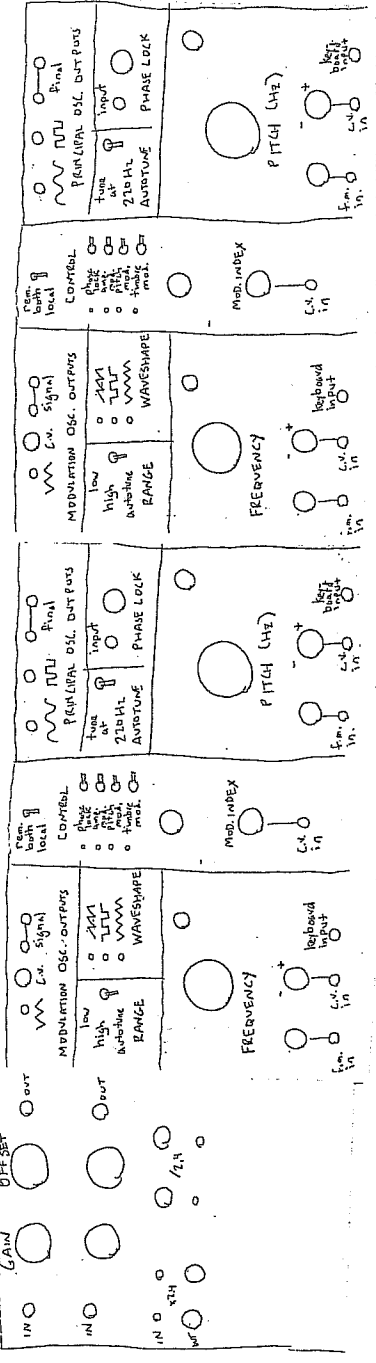 GAIN OFFSET
IN OUT
IN OUT
IN x2,4 /2,4
MODULATION OSC. OUTPUTS
C.V. signal
low
high
autotune
RANGE
WAVESHAPE
FREQUENCY
- +
f.m. in
C.V. in
keyboard input
rem.
both
local
CONTROL
phase lock
amp. mod.
pitch mod.
timbre mod.
MOD. INDEX
C.V. in
final
PRINCIPAL OSC. OUTPUTS
tune
at
220 Hz
AUTOTUNE
input
PHASE LOCK
PITCH (Hz)
- +
f.m. in
C.V. in
keyboard input
C.V. signal
MODULATION OSC. OUTPUTS
low
high
autotune
RANGE
WAVESHAPE
FREQUENCY
- +
f.m. in
C.V. in
keyboard input
rem.
both
local
CONTROL
phase lock
amp. mod.
pitch mod.
timbre mod.
MOD. INDEX
C.V. in
final
PRINCIPAL OSC. OUTPUTS
tune
at
220 Hz
AUTOTUNE
input
PHASE LOCK
PITCH (Hz)
- +
f.m. in
C.V. in
keyboard input